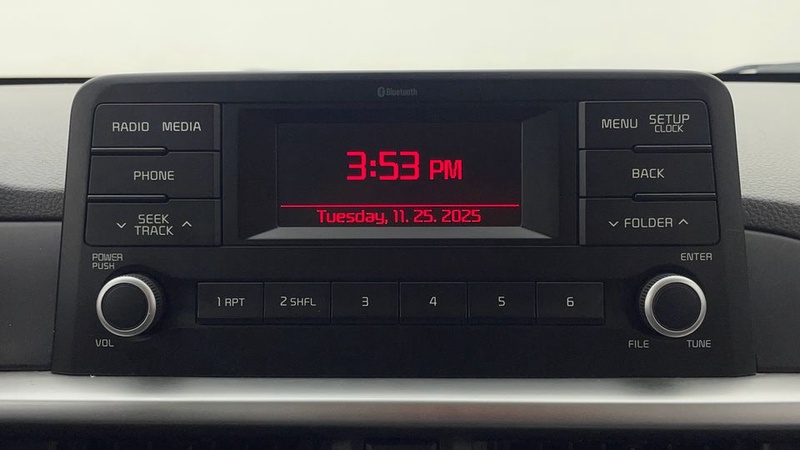 Bluetooth
RADIO MEDIA
PHONE
SEEK
TRACK
3:53 PM
Tuesday, 11. 25. 2025
MENU SETUP
CLOCK
BACK
FOLDER
POWER
PUSH
VOL
1 RPT
2 SHFL
3
4
5
6
ENTER
FILE
TUNE